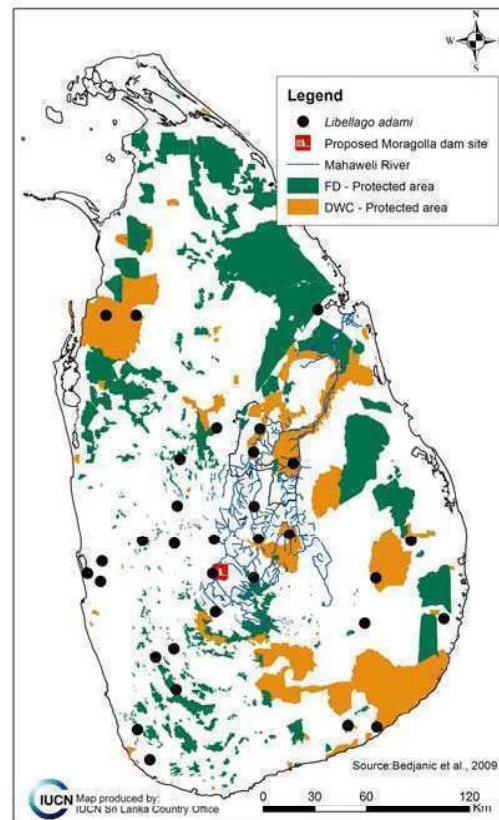 N
W E
S
Legend
Libellago adami
Proposed Moragolla dam site
Mahaweli River
FD - Protected area
DWC - Protected area
Source:Bedjanic et al., 2009
IUCN
Map produced by:
IUCN Sri Lanka Country Office
0 30 60 120
Km